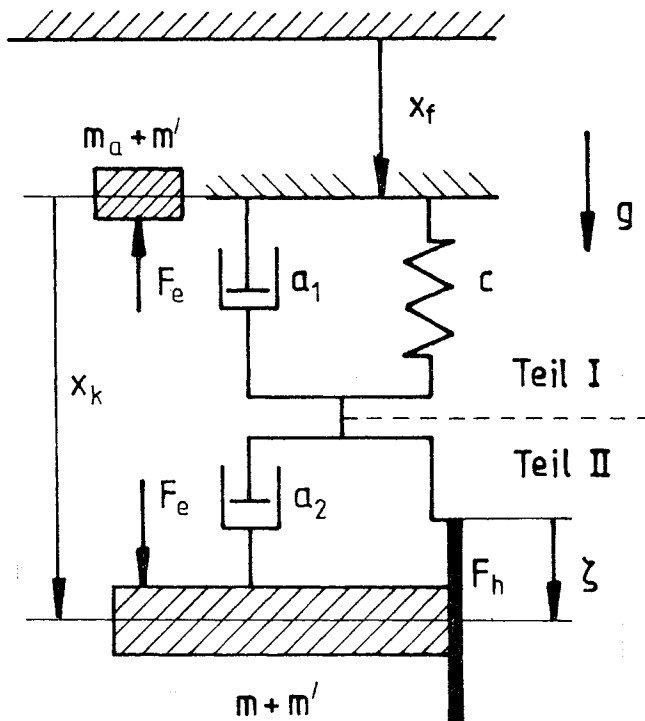 x_f
m_a + m'
g
F_e
a_1
c
x_k
Teil I
Teil II
F_e
a_2
F_h
ζ
m + m'